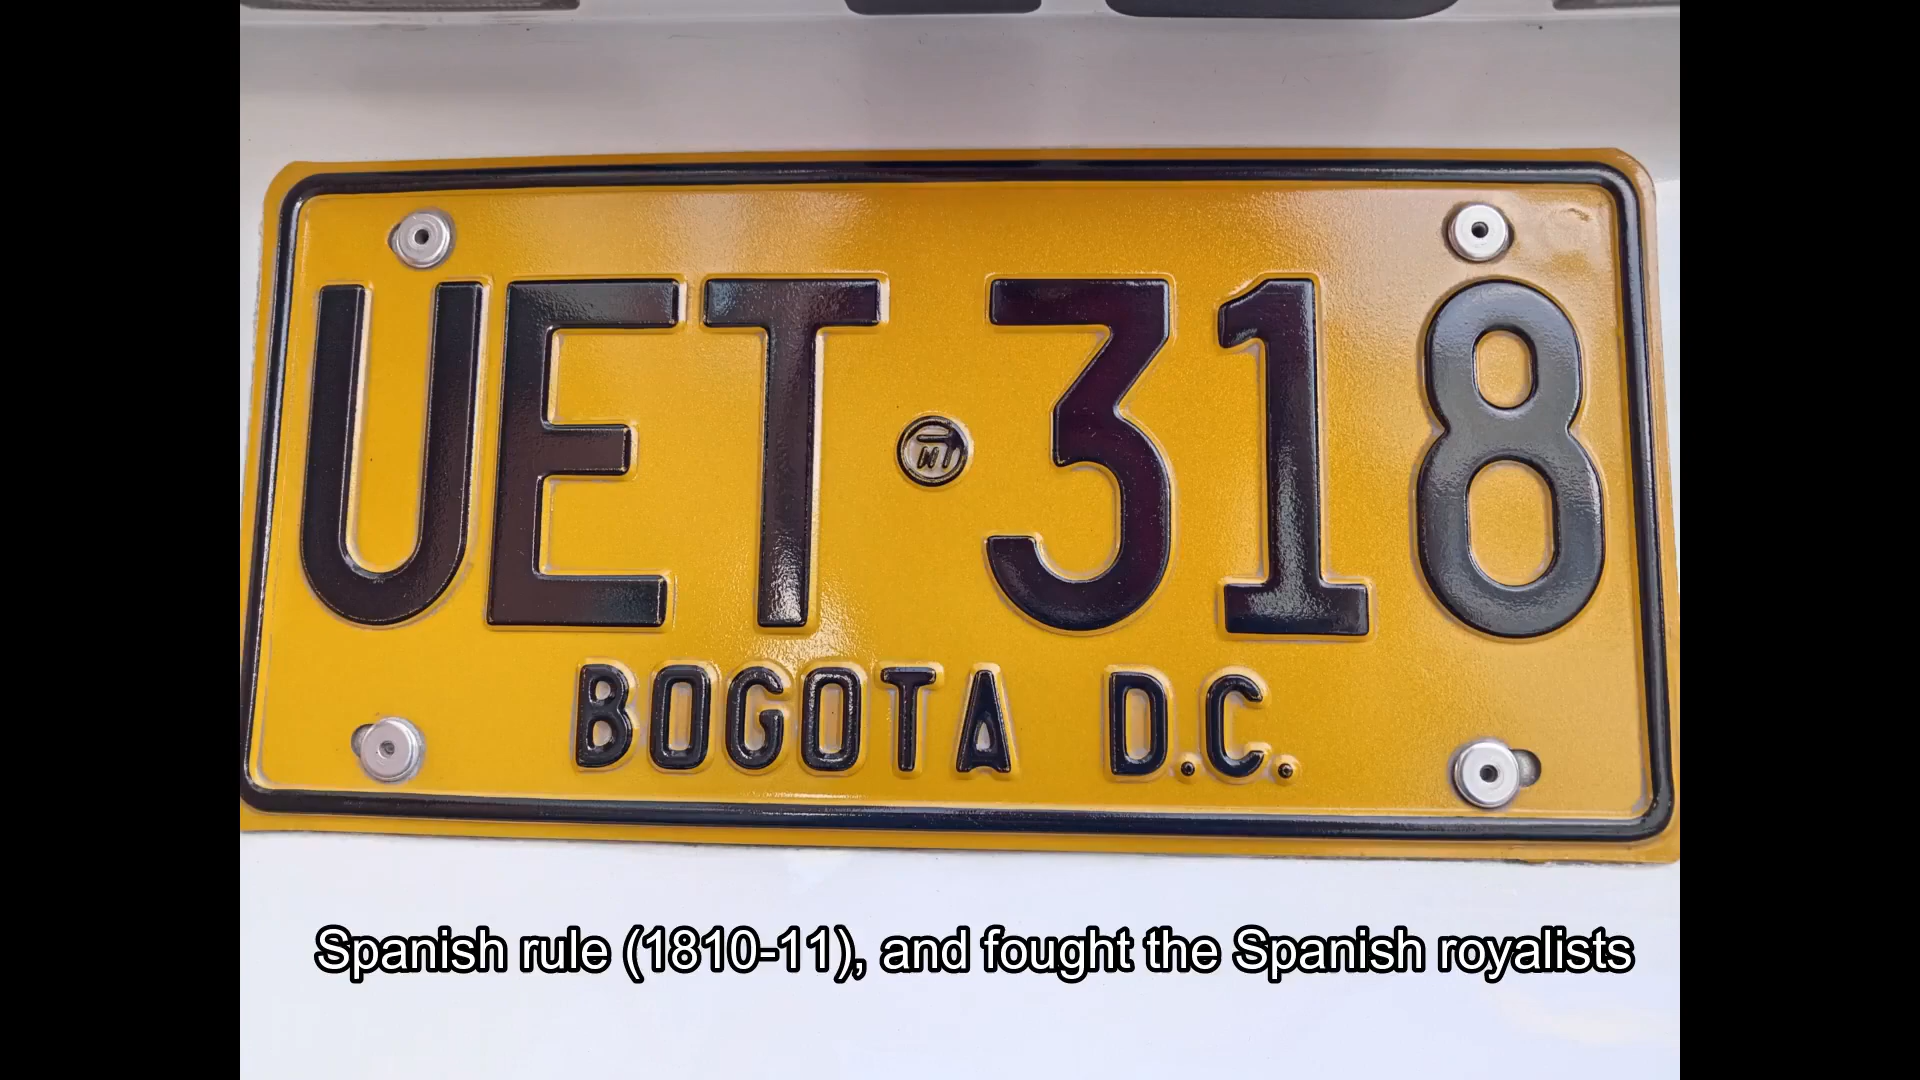 UET 318
BOGOTA D.C.
Spanish rule (1810-11), and fought the Spanish royalists